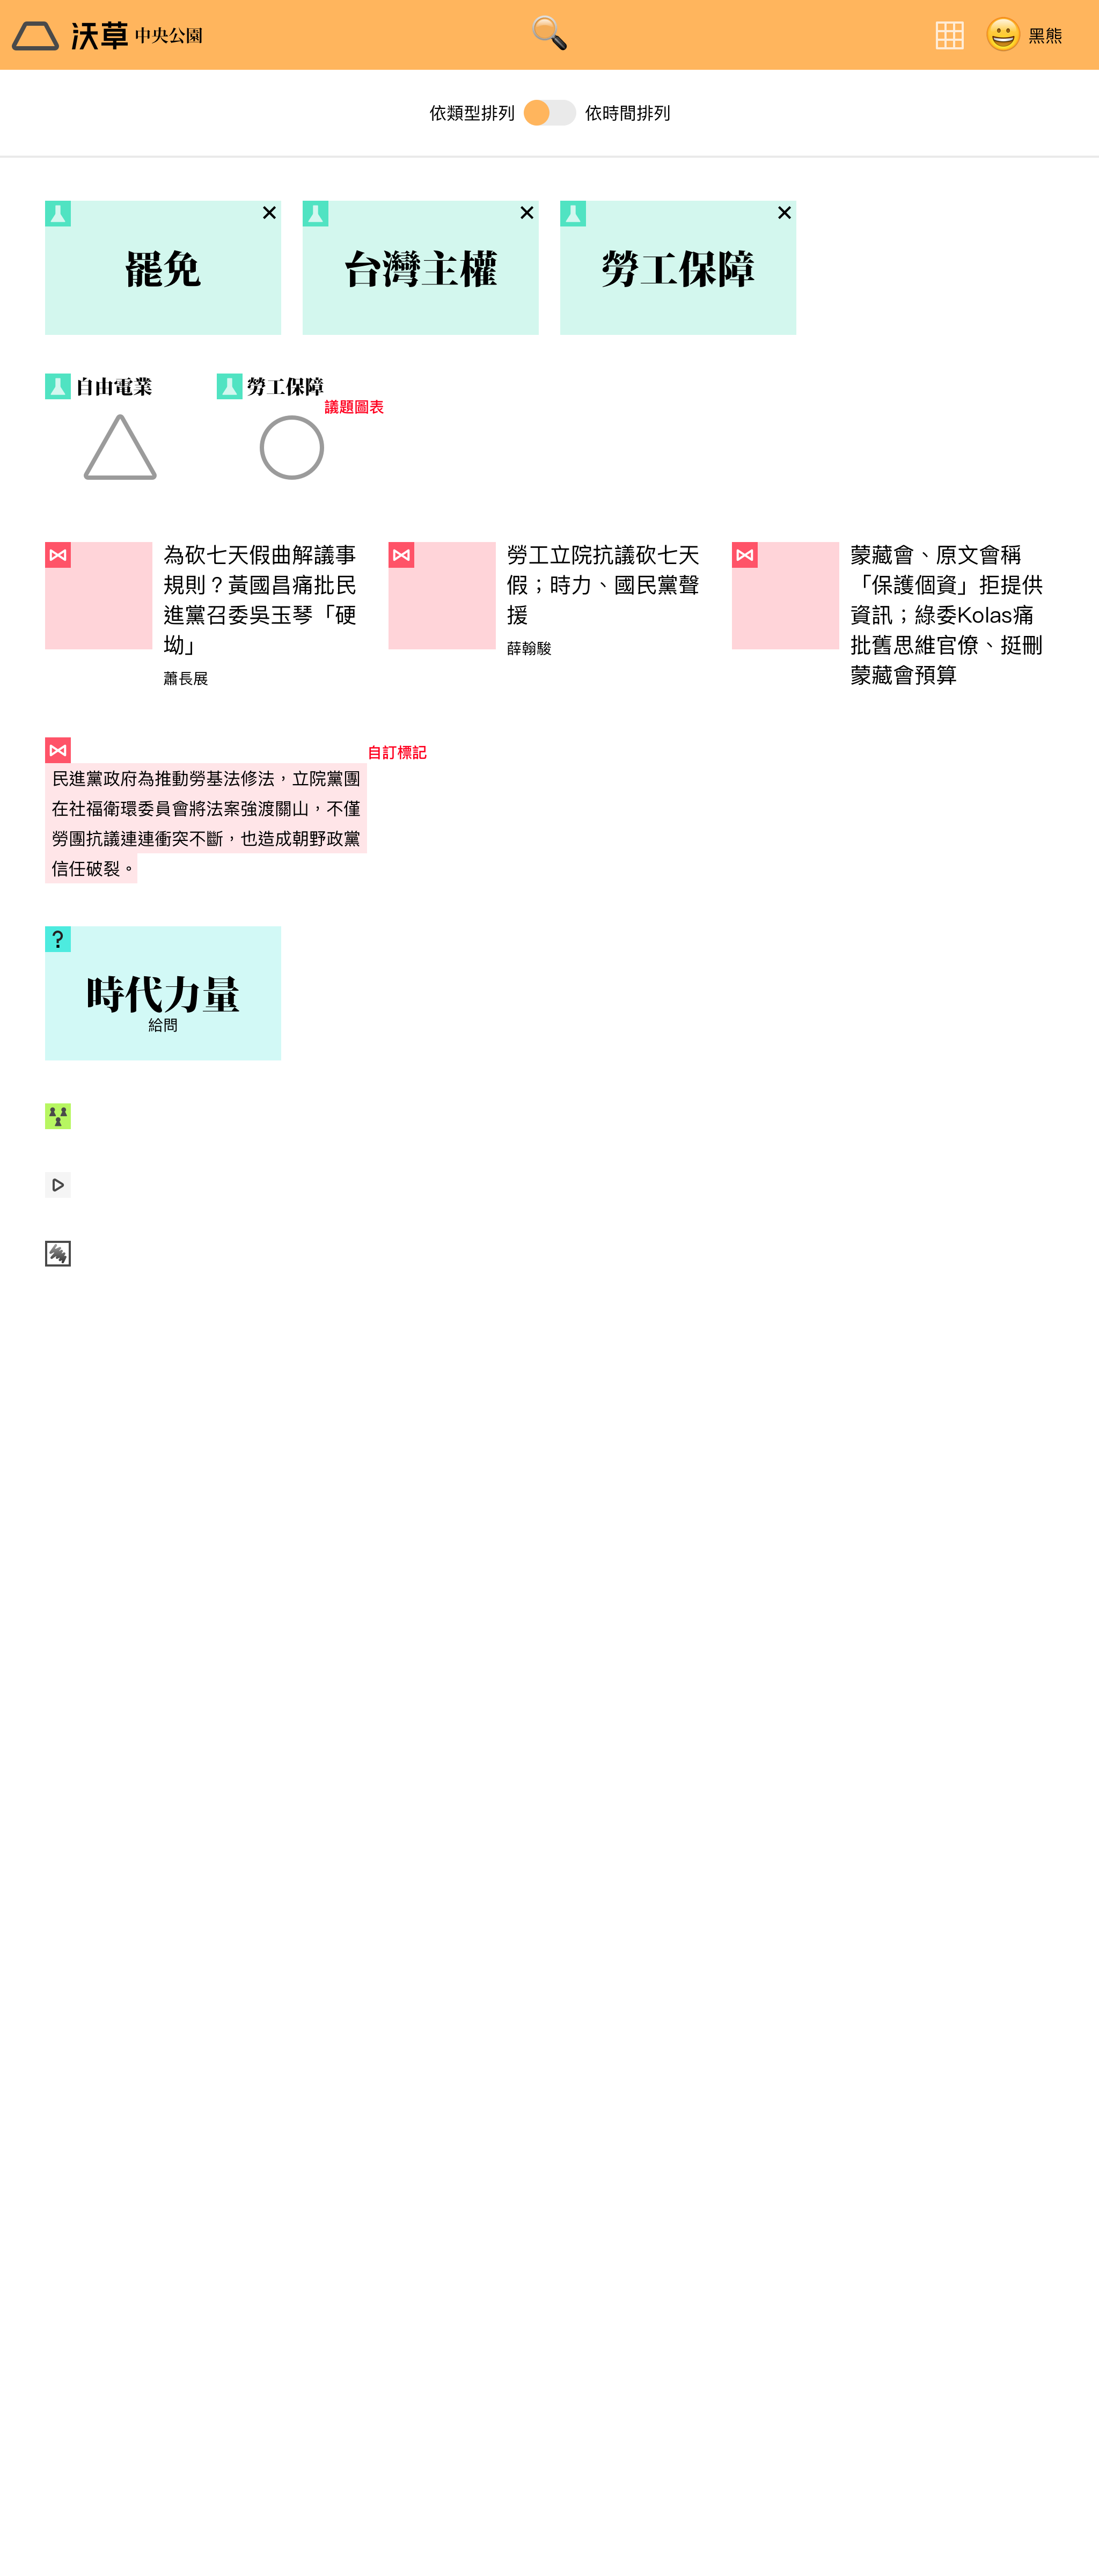 沃草 中央公園 黑熊
依類型排列 依時間排列
罷免
台灣主權
勞工保障
自由電業
勞工保障
議題圖表
為砍七天假曲解議事
規則？黃國昌痛批民
進黨召委吳玉琴「硬
坳」
蕭長展
勞工立院抗議砍七天
假；時力、國民黨聲
援
薛翰駿
蒙藏會、原文會稱
「保護個資」拒提供
資訊；綠委Kolas痛
批舊思維官僚、挺刪
蒙藏會預算
自訂標記
民進黨政府為推動勞基法修法，立院黨團
在社福衛環委員會將法案強渡關山，不僅
勞團抗議連連衝突不斷，也造成朝野政黨
信任破裂。
?
時代力量
給問